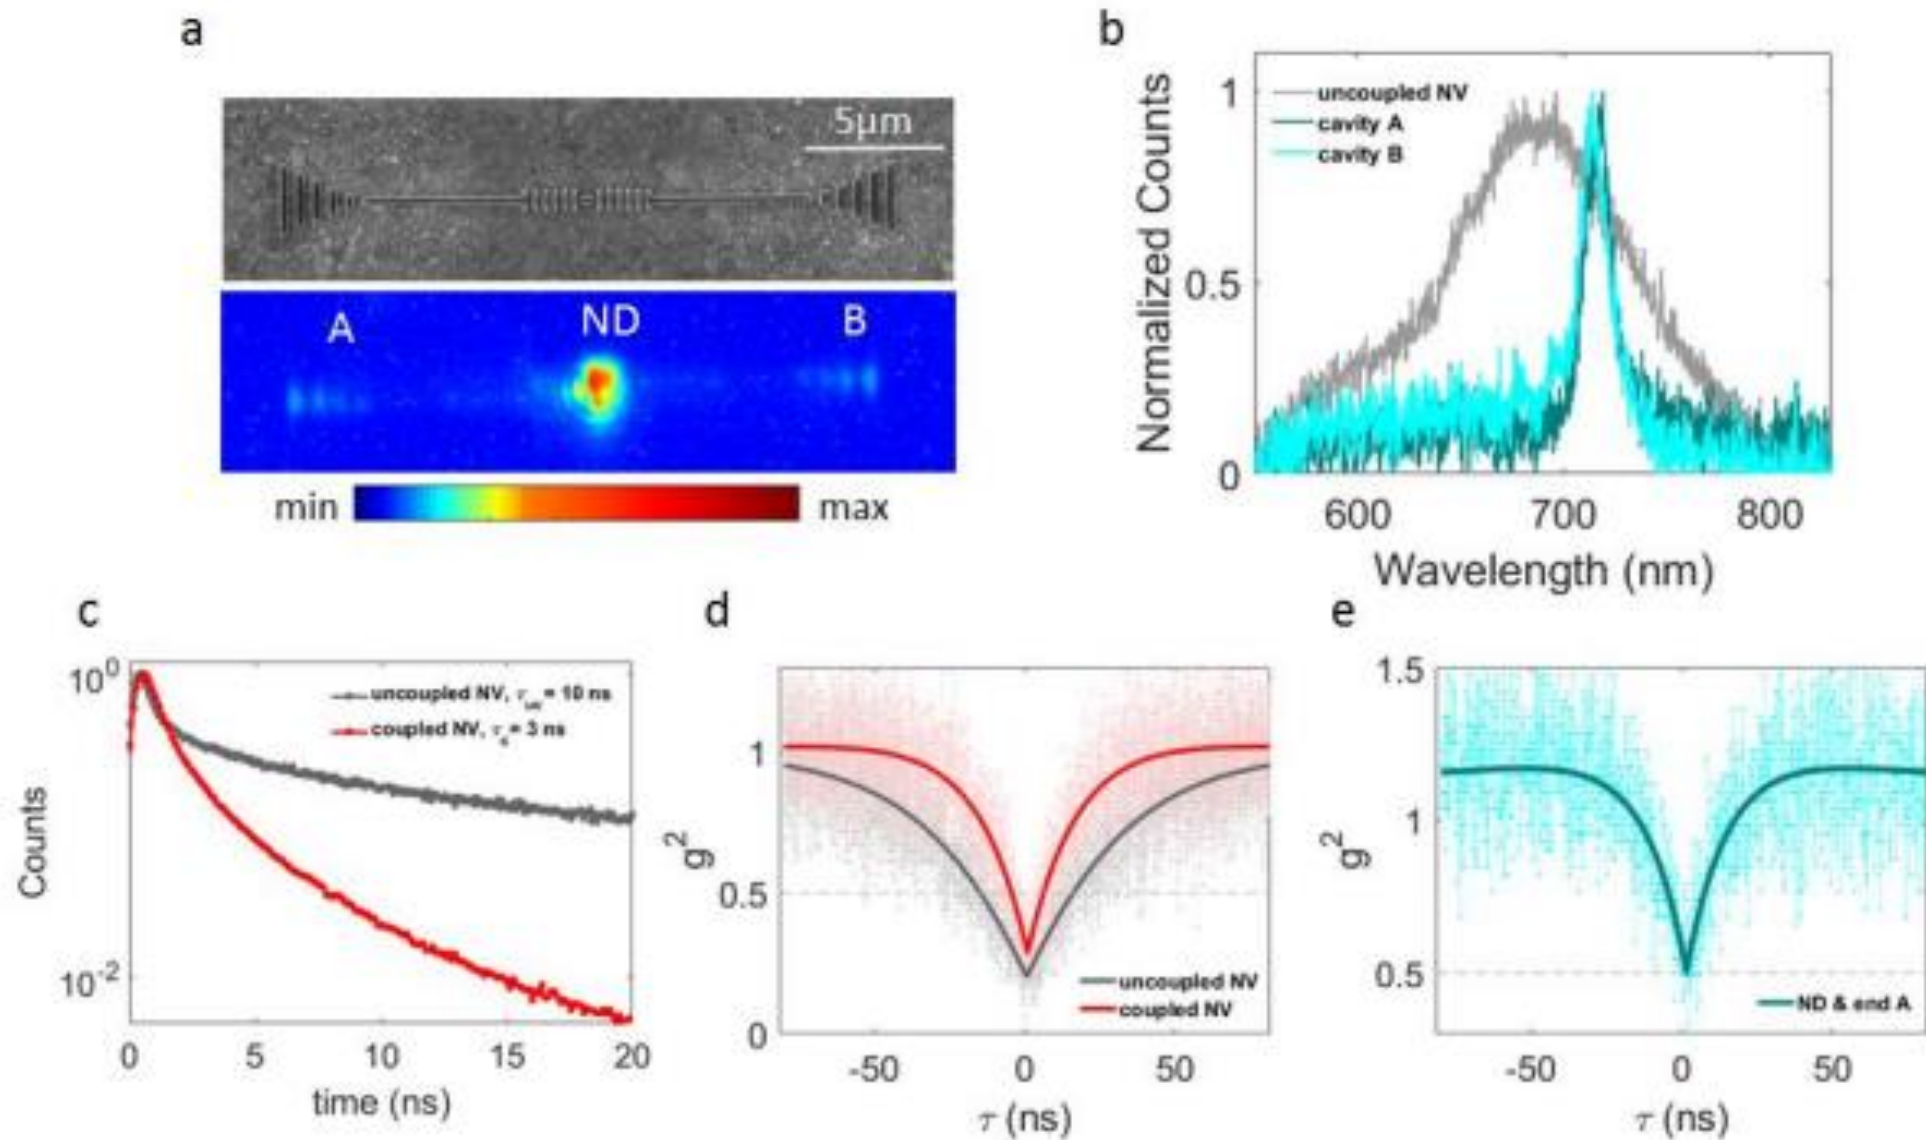 a
5μm
A ND B
min max
b
1
0.5
0
uncoupled NV
cavity A
cavity B
Normalized Counts
600 700 800
Wavelength (nm)
c
10⁰
10⁻²
uncoupled NV, τ = 10 ns
coupled NV, τ = 3 ns
Counts
0 5 10 15 20
time (ns)
d
1
0.5
0
g²
uncoupled NV
coupled NV
-50 0 50
τ (ns)
e
1.5
1
0.5
g²
ND & end A
-50 0 50
τ (ns)